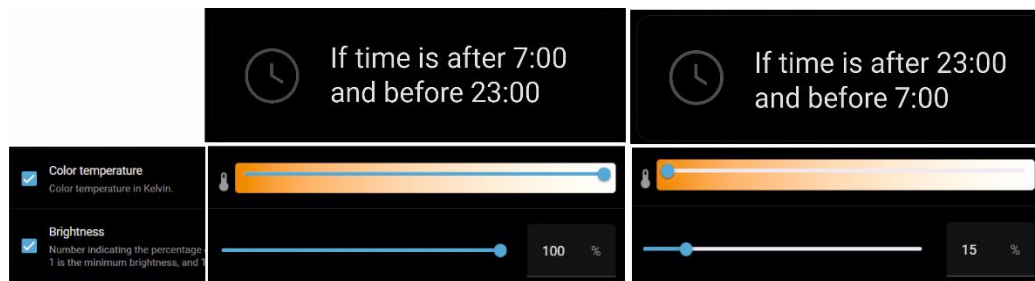 If time is after 7:00
and before 23:00
If time is after 23:00
and before 7:00
Color temperature
Color temperature in Kelvin.
Brightness
Number indicating the percentage
1 is the minimum brightness, and
100 %
15 %